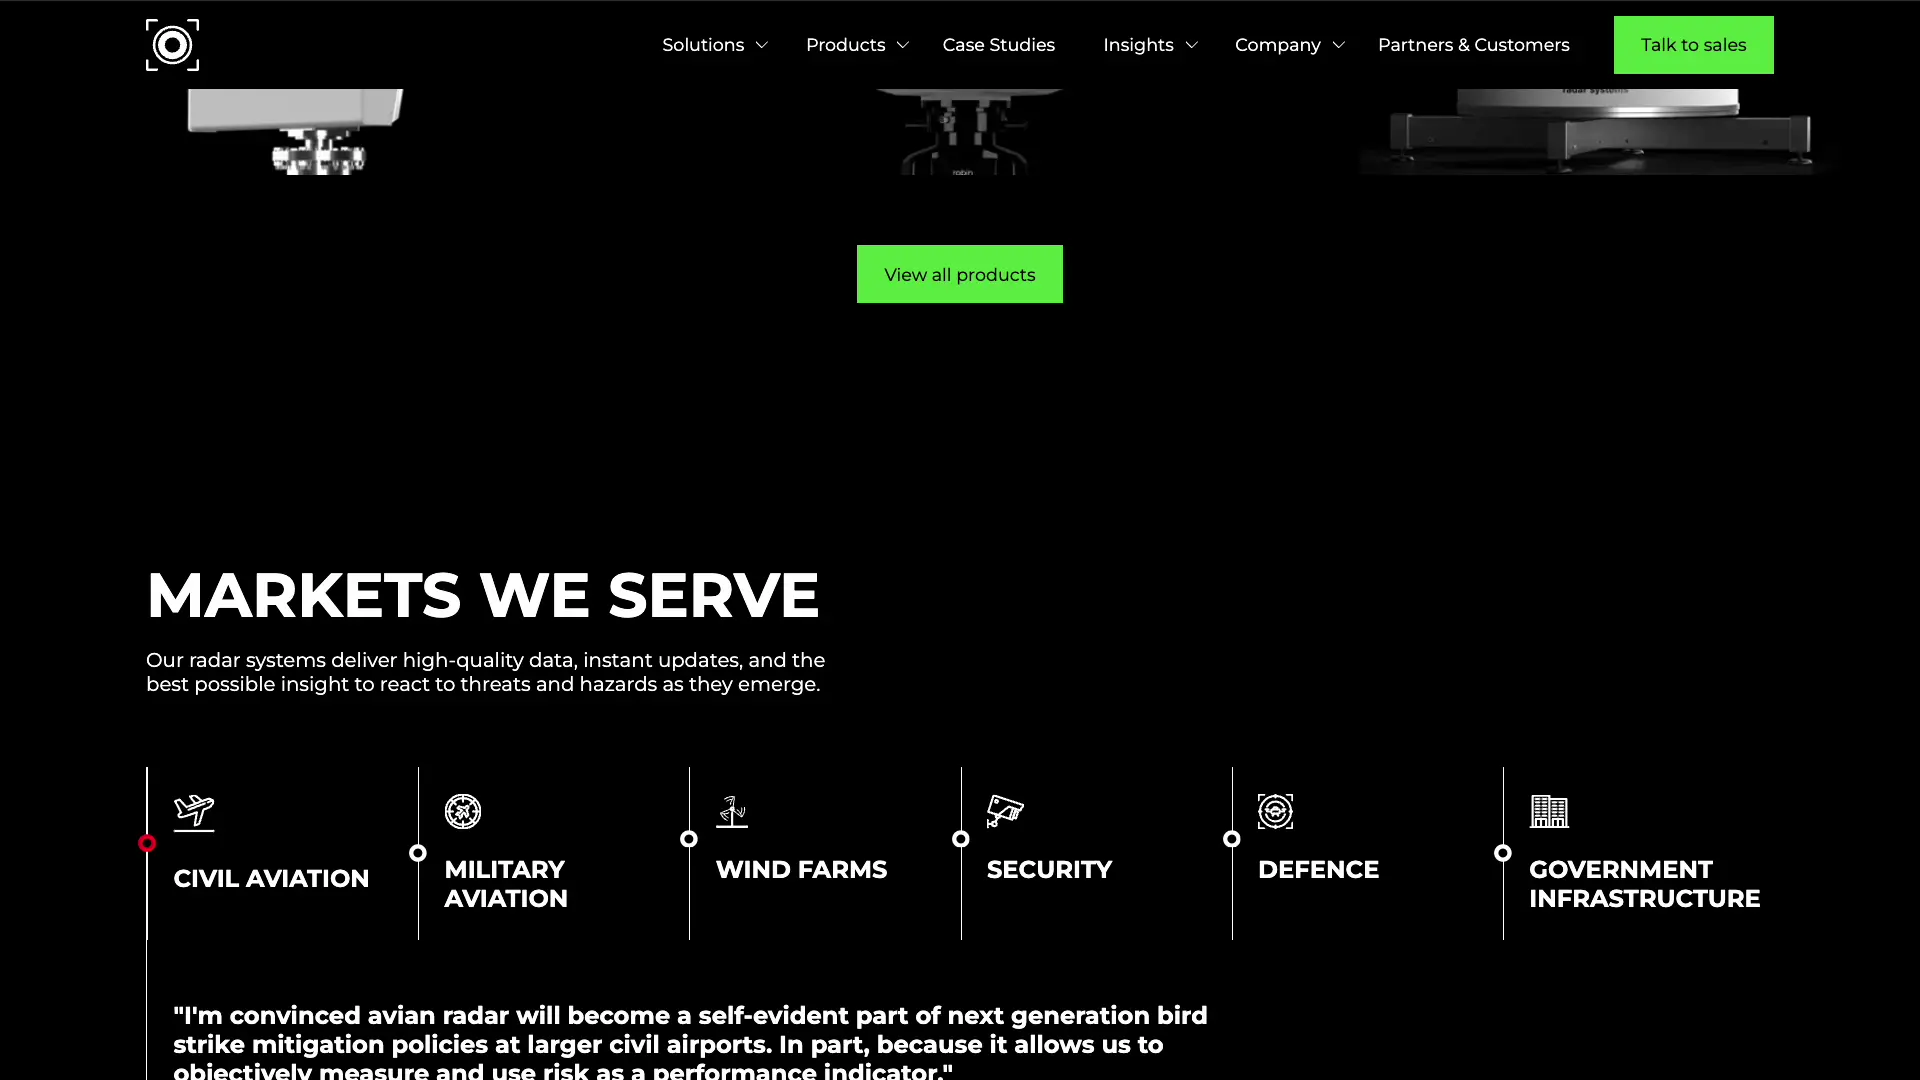 Solutions
Products
Case Studies
Insights
Company
Partners & Customers
Talk to sales
radar systems
robin
View all products
MARKETS WE SERVE
Our radar systems deliver high-quality data, instant updates, and the
best possible insight to react to threats and hazards as they emerge.
CIVIL AVIATION
MILITARY
AVIATION
WIND FARMS
SECURITY
DEFENCE
GOVERNMENT
INFRASTRUCTURE
"I'm convinced avian radar will become a self-evident part of next generation bird
strike mitigation policies at larger civil airports. In part, because it allows us to
objectively measure and use risk as a performance indicator."